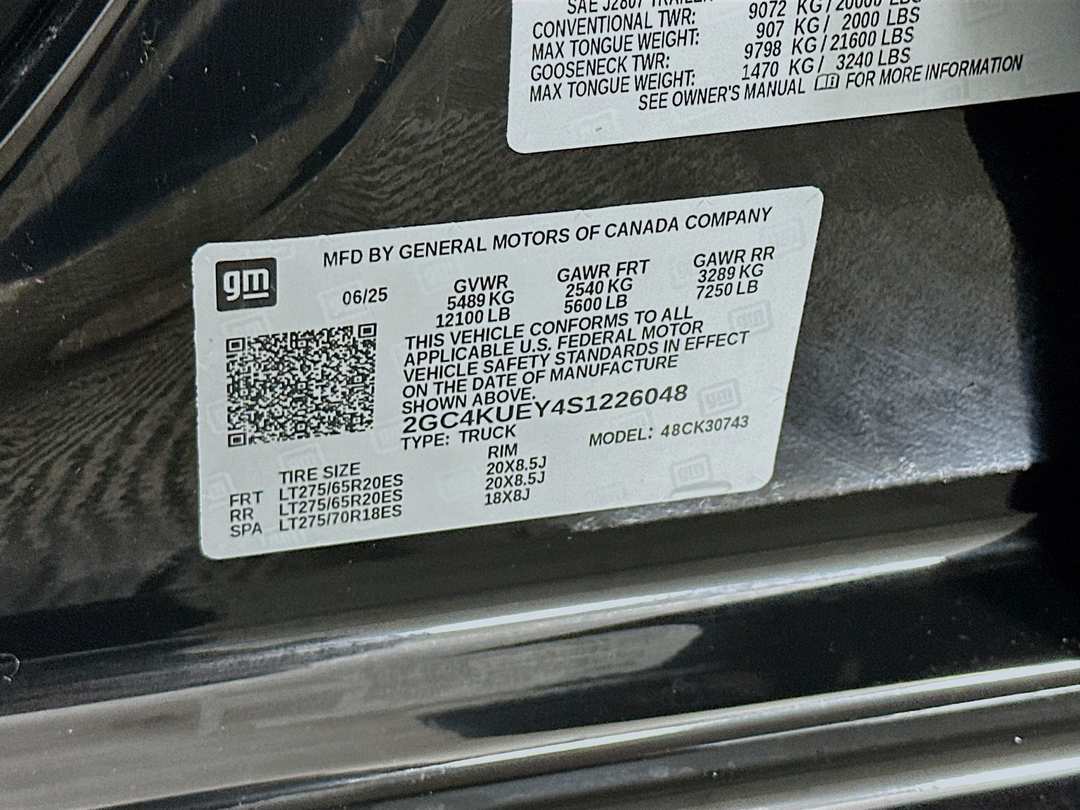 SAE J2807 TRAILER
CONVENTIONAL TWR: 9072 KG/20000 LBS
MAX TONGUE WEIGHT: 907 KG/ 2000 LBS
GOOSENECK TWR: 9798 KG/21600 LBS
MAX TONGUE WEIGHT: 1470 KG/ 3240 LBS
SEE OWNER'S MANUAL FOR MORE INFORMATION
gm
MFD BY GENERAL MOTORS OF CANADA COMPANY
06/25
GVWR GAWR FRT GAWR RR
5489 KG 2540 KG 3289 KG
12100 LB 5600 LB 7250 LB
THIS VEHICLE CONFORMS TO ALL
APPLICABLE U.S. FEDERAL MOTOR
VEHICLE SAFETY STANDARDS IN EFFECT
ON THE DATE OF MANUFACTURE
SHOWN ABOVE.
2GC4KUEY4S1226048
TYPE: TRUCK MODEL: 48CK30743
TIRE SIZE RIM
FRT LT275/65R20ES 20X8.5J
RR LT275/65R20ES 20X8.5J
SPA LT275/70R18ES 18X8J